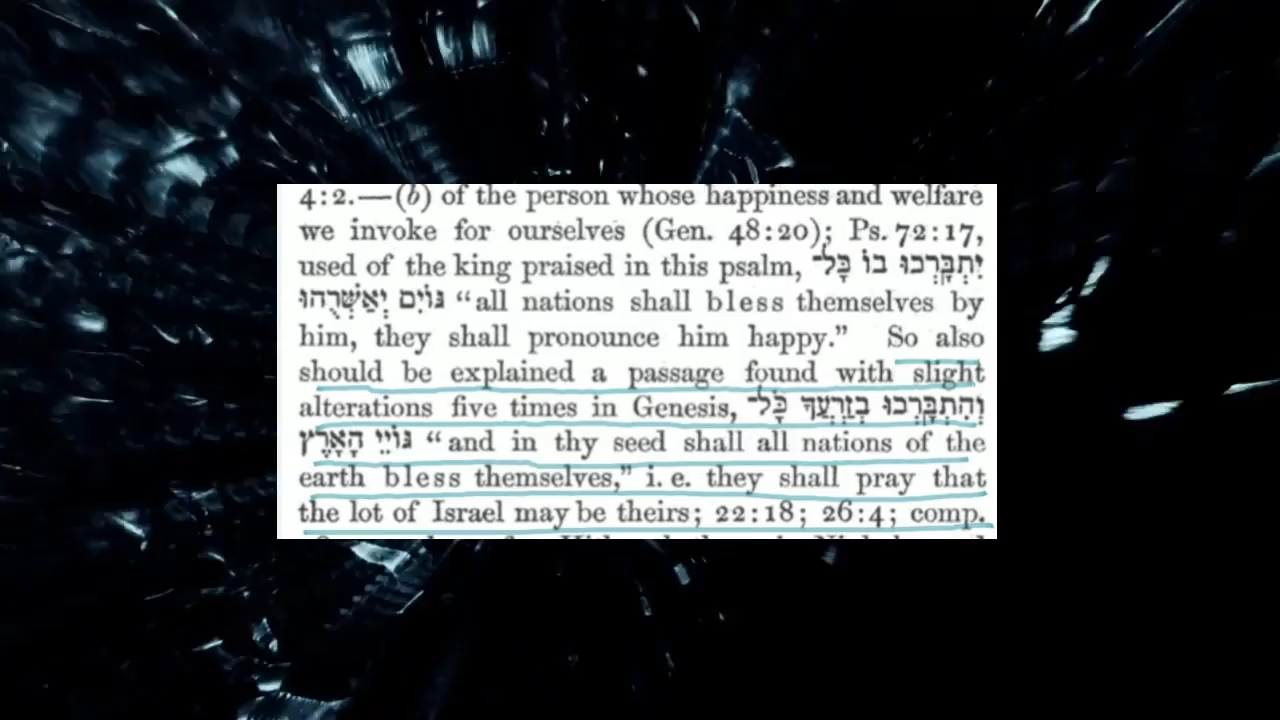 4:2.—(b) of the person whose happiness and welfare
we invoke for ourselves (Gen. 48:20); Ps. 72:17,
used of the king praised in this psalm, יִתְבָּרְכוּ בוֹ כָּל־
גּוֹיִם יְאַשְּׁרֻהוּ “all nations shall bless themselves by
him, they shall pronounce him happy.” So also
should be explained a passage found with slight
alterations five times in Genesis, וְהִתְבָּרְכוּ בְזַרְעֲךָ כָּל־
גּוֹיֵי הָאָרֶץ “and in thy seed shall all nations of the
earth bless themselves,” i. e. they shall pray that
the lot of Israel may be theirs; 22:18; 26:4; comp.